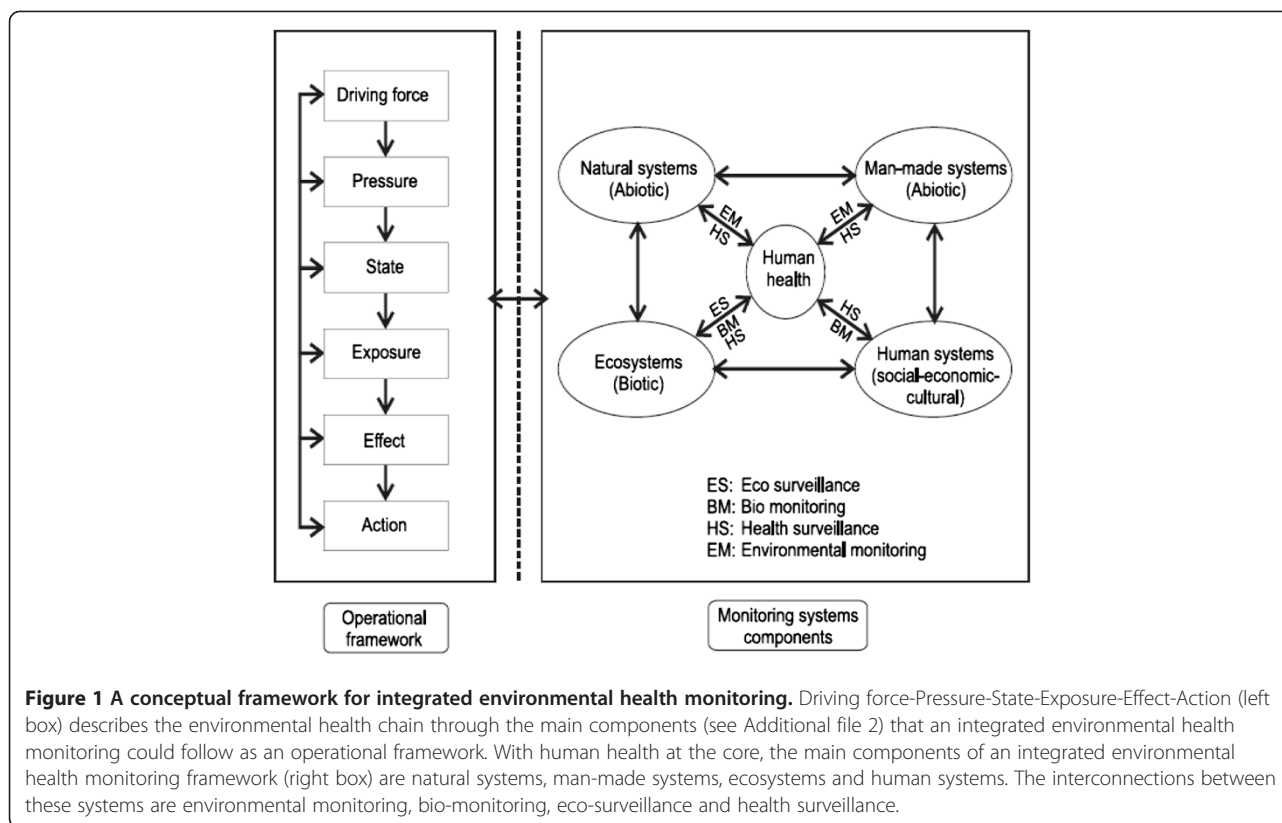 Driving force
Pressure
State
Exposure
Effect
Action
Operational
framework
Natural systems
(Abiotic)
Man-made systems
(Abiotic)
EM
HS
EM
HS
Human
health
ES
BM
HS
HS
BM
Ecosystems
(Biotic)
Human systems
(social-economic-
cultural)
ES: Eco surveillance
BM: Bio monitoring
HS: Health surveillance
EM: Environmental monitoring
Monitoring systems
components
Figure 1 A conceptual framework for integrated environmental health monitoring. Driving force-Pressure-State-Exposure-Effect-Action (left
box) describes the environmental health chain through the main components (see Additional file 2) that an integrated environmental health
monitoring could follow as an operational framework. With human health at the core, the main components of an integrated environmental
health monitoring framework (right box) are natural systems, man-made systems, ecosystems and human systems. The interconnections between
these systems are environmental monitoring, bio-monitoring, eco-surveillance and health surveillance.